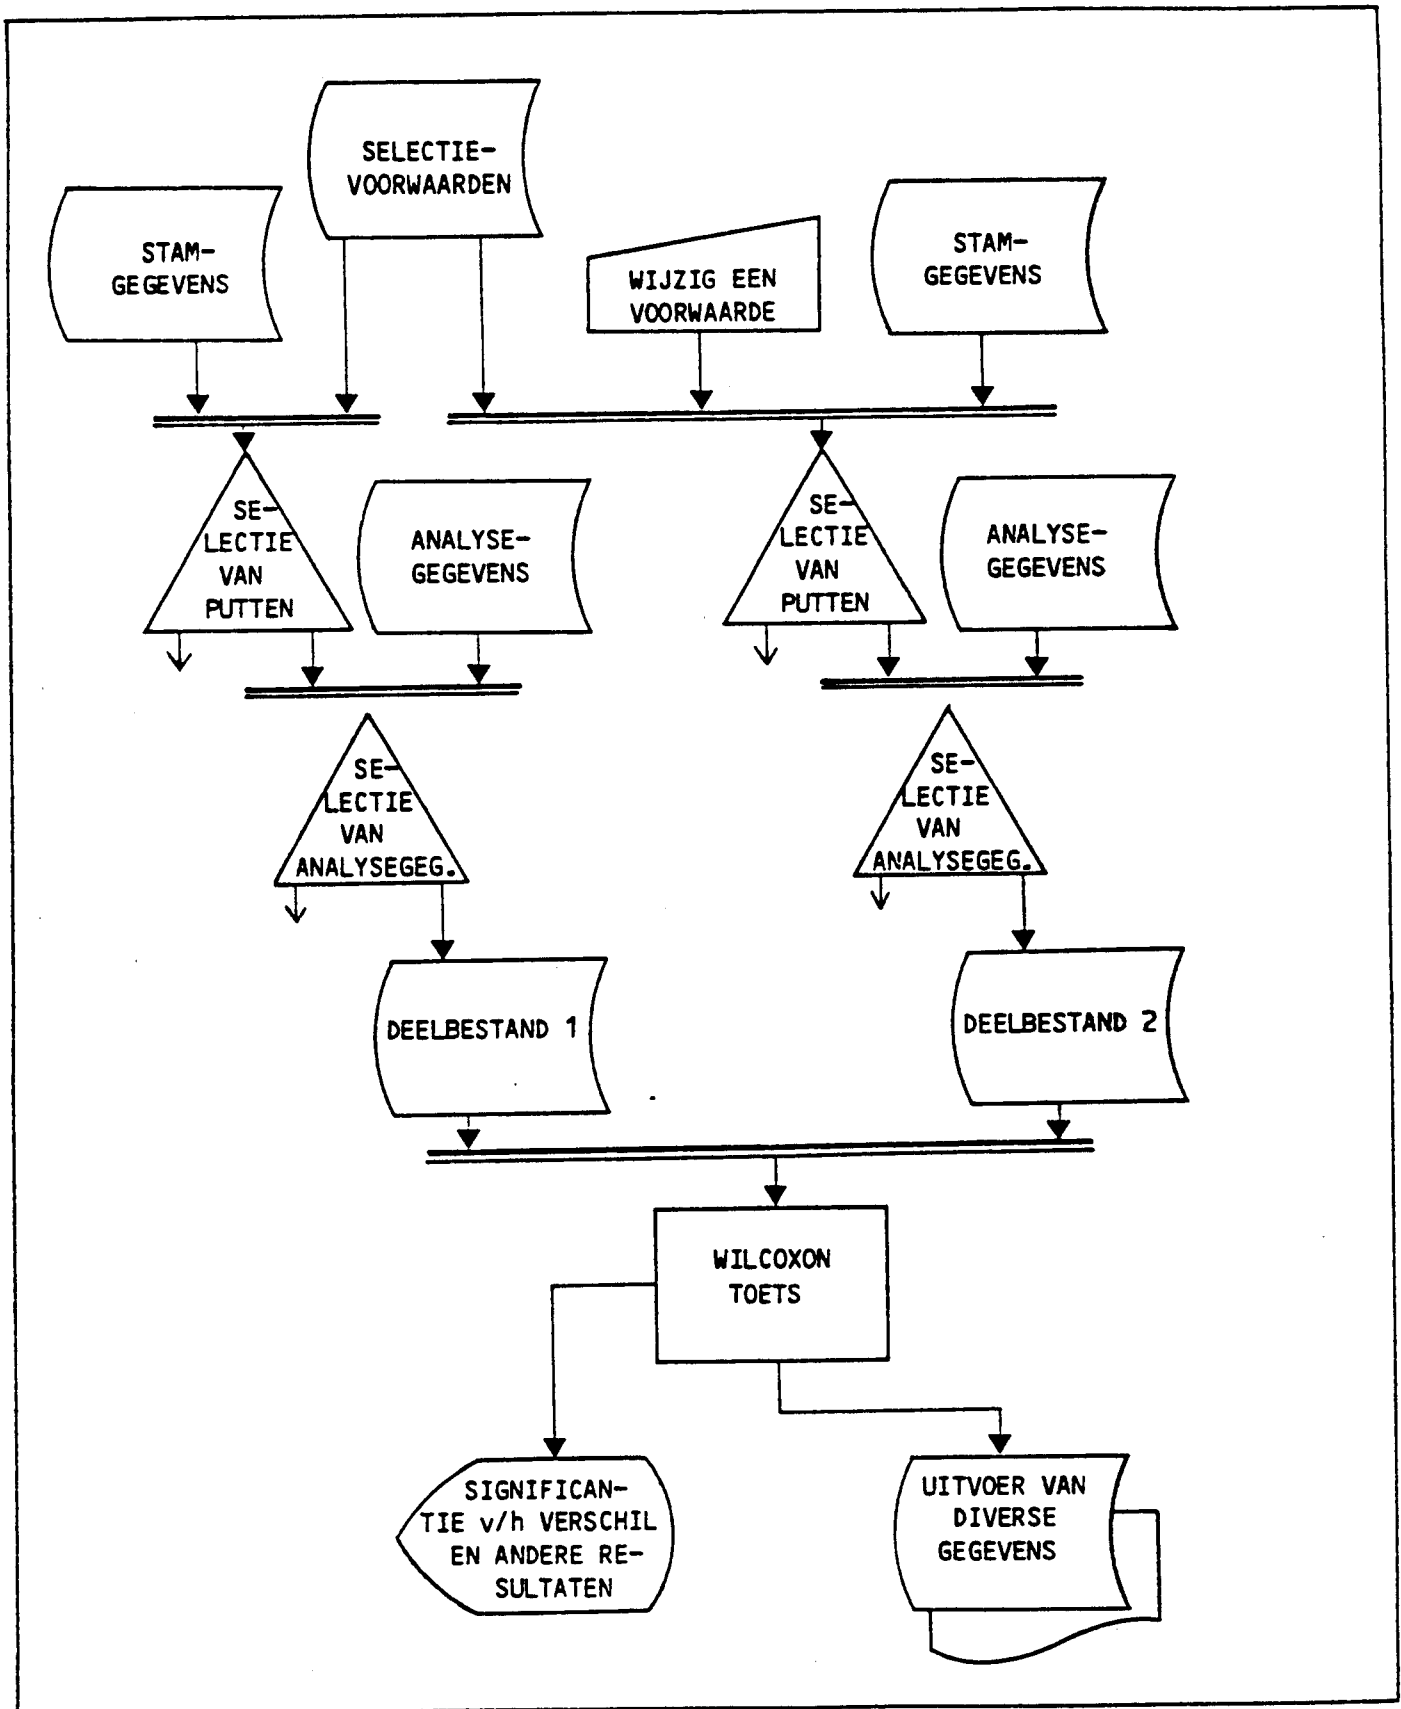 SELECTIE-
VOORWAARDEN
STAM-
GEGEVENS
WIJZIG EEN
VOORWAARDE
STAM-
GEGEVENS
SE-
LECTIE
VAN
PUTTEN
ANALYSE-
GEGEVENS
SE-
LECTIE
VAN
PUTTEN
ANALYSE-
GEGEVENS
SE-
LECTIE
VAN
ANALYSEGEG.
SE-
LECTIE
VAN
ANALYSEGEG.
DEELBESTAND 1
DEELBESTAND 2
WILCOXON
TOETS
SIGNIFICAN-
TIE v/h VERSCHIL
EN ANDERE RE-
SULTATEN
UITVOER VAN
DIVERSE
GEGEVENS